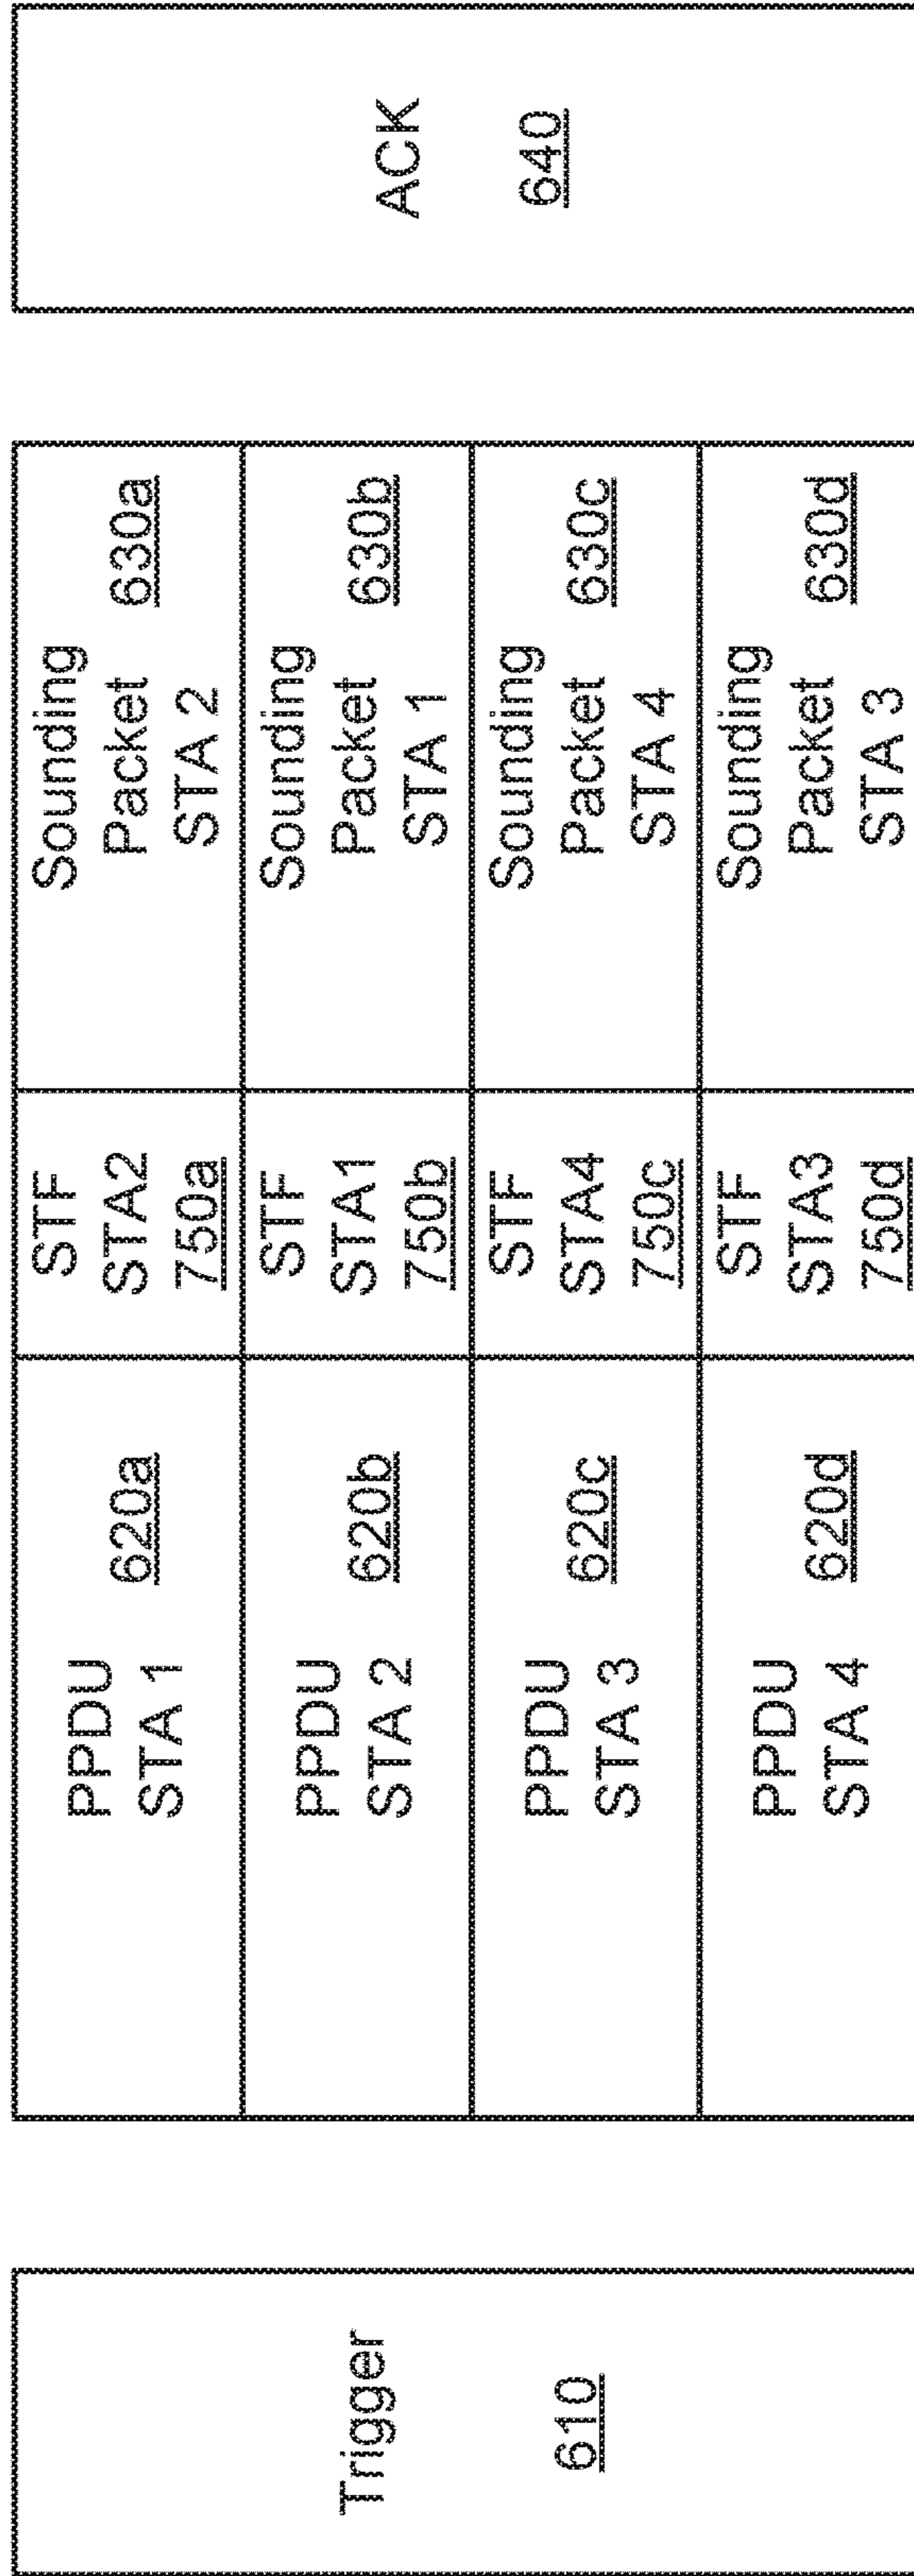 Trigger
610
PPDU
STA 1
620a
STF
STA2
750a
Sounding
Packet
STA 2
630a
PPDU
STA 2
620b
STF
STA1
750b
Sounding
Packet
STA 1
630b
PPDU
STA 3
620c
STF
STA4
750c
Sounding
Packet
STA 4
630c
PPDU
STA 4
620d
STF
STA3
750d
Sounding
Packet
STA 3
630d
ACK
640